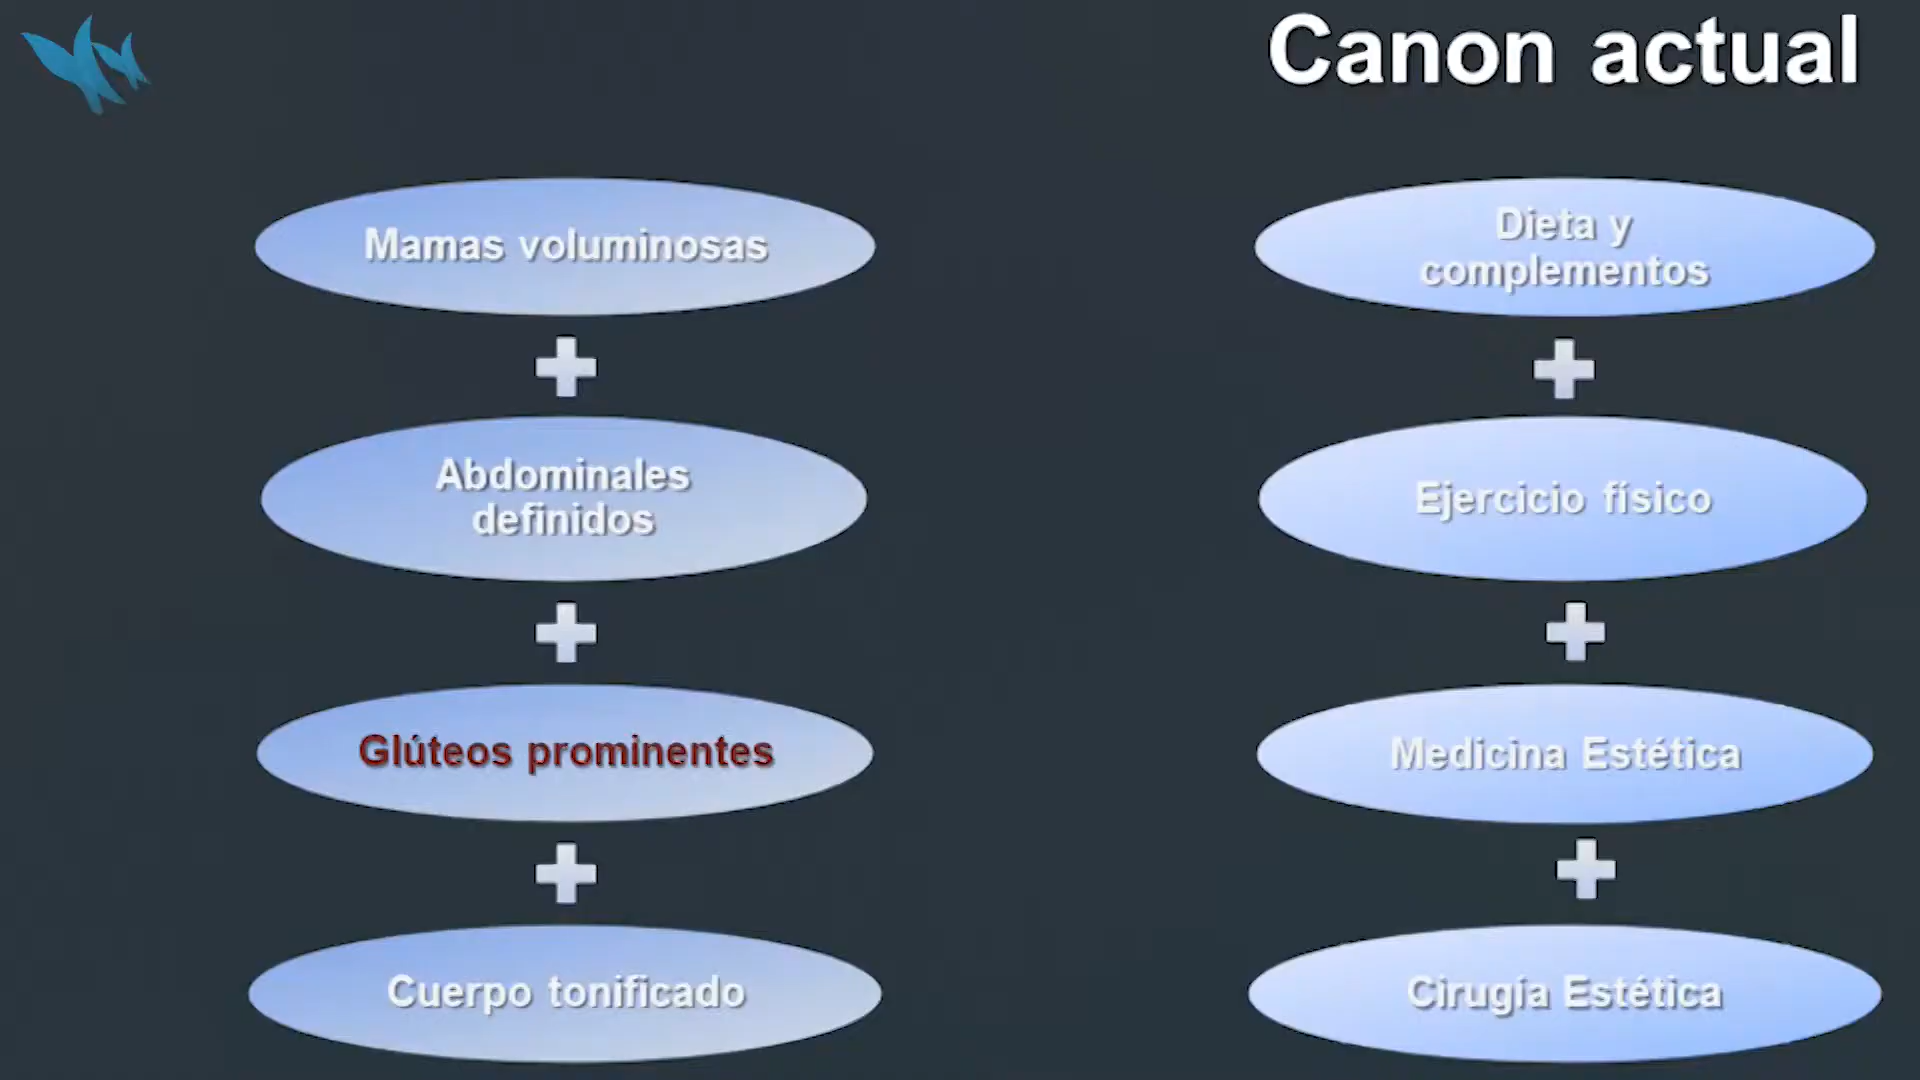 Canon actual
Mamas voluminosas
Abdominales
definidos
Glúteos prominentes
Cuerpo tonificado
Dieta y
complementos
Ejercicio físico
Medicina Estética
Cirugía Estética